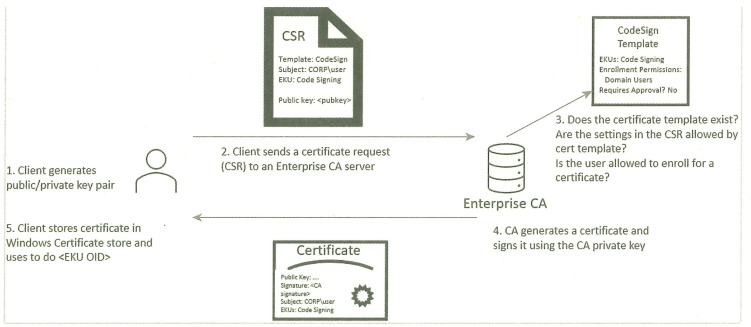 CSR
Template: CodeSign
Subject: CORP\user
EKU: Code Signing
Public key: <pubkey>
CodeSign
Template
EKUs: Code Signing
Enrollment Permissions:
Domain Users
Requires Approval? No
1. Client generates
public/private key pair
2. Client sends a certificate request
(CSR) to an Enterprise CA server
3. Does the certificate template exist?
Are the settings in the CSR allowed by
cert template?
Is the user allowed to enroll for a
certificate?
Enterprise CA
4. CA generates a certificate and
signs it using the CA private key
5. Client stores certificate in
Windows Certificate store and
uses to do <EKU OID>
Certificate
Public Key: ....
Signature: <CA
signature>
Subject: CORP\user
EKUs: Code Signing